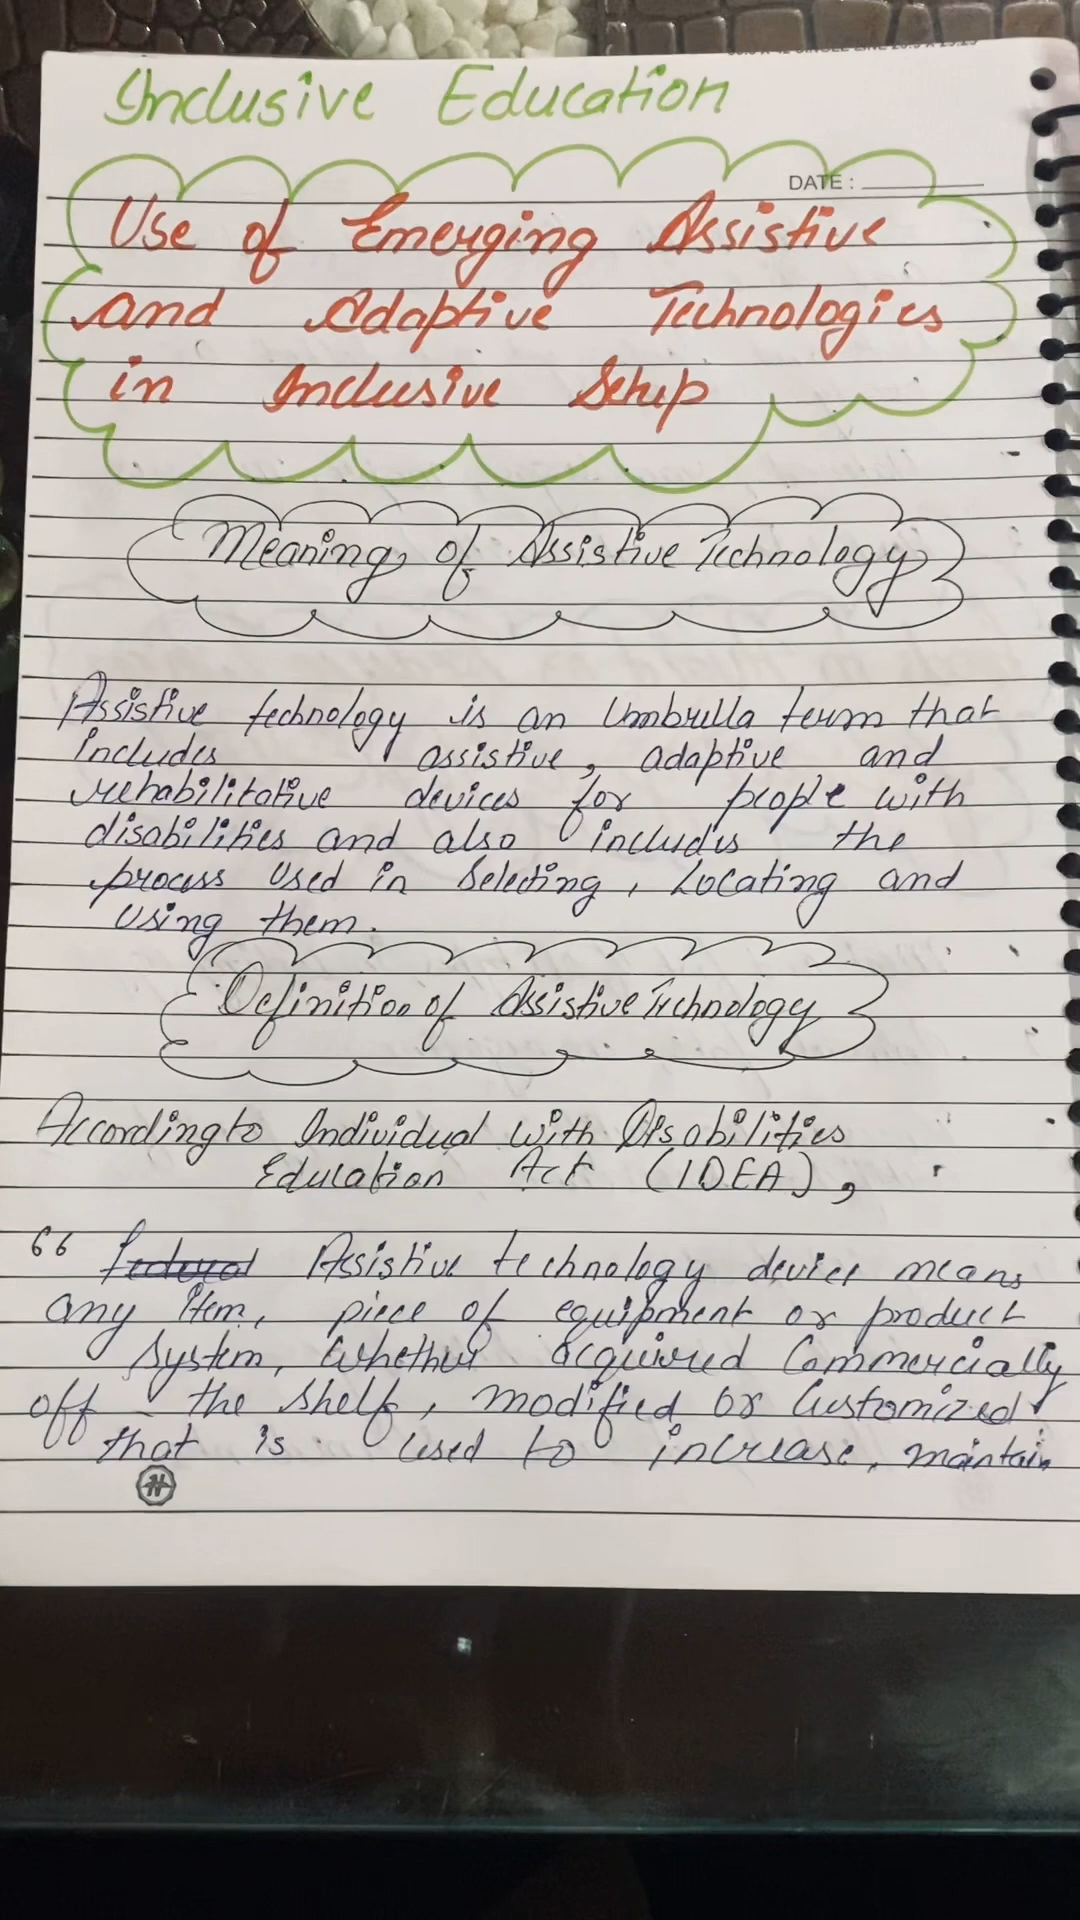 Inclusive Education
DATE :
Use of Emerging Assistive
and Adaptive Technologies
in Inclusive Setup
Meaning of Assistive Technology
Assistive technology is an Umbrella term that
includes assistive, adaptive and
rehabilitative devices for people with
disabilities and also includes the
process used in Selecting, Locating and
using them.
Definition of Assistive Technology
According to Individual with Disabilities
Education Act (IDEA),
“ Federal Assistive technology device means
any item, piece of equipment or product
system, whether acquired Commercially
off - the shelf, modified or Customized
that is used to increase, maintain